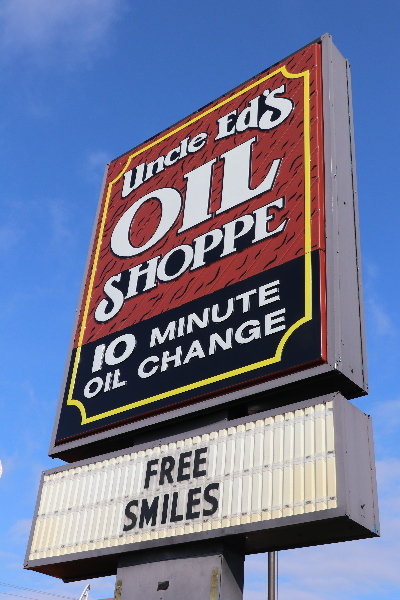 Uncle Ed's
OIL
SHOPPE
10 MINUTE
OIL CHANGE
FREE
SMILES